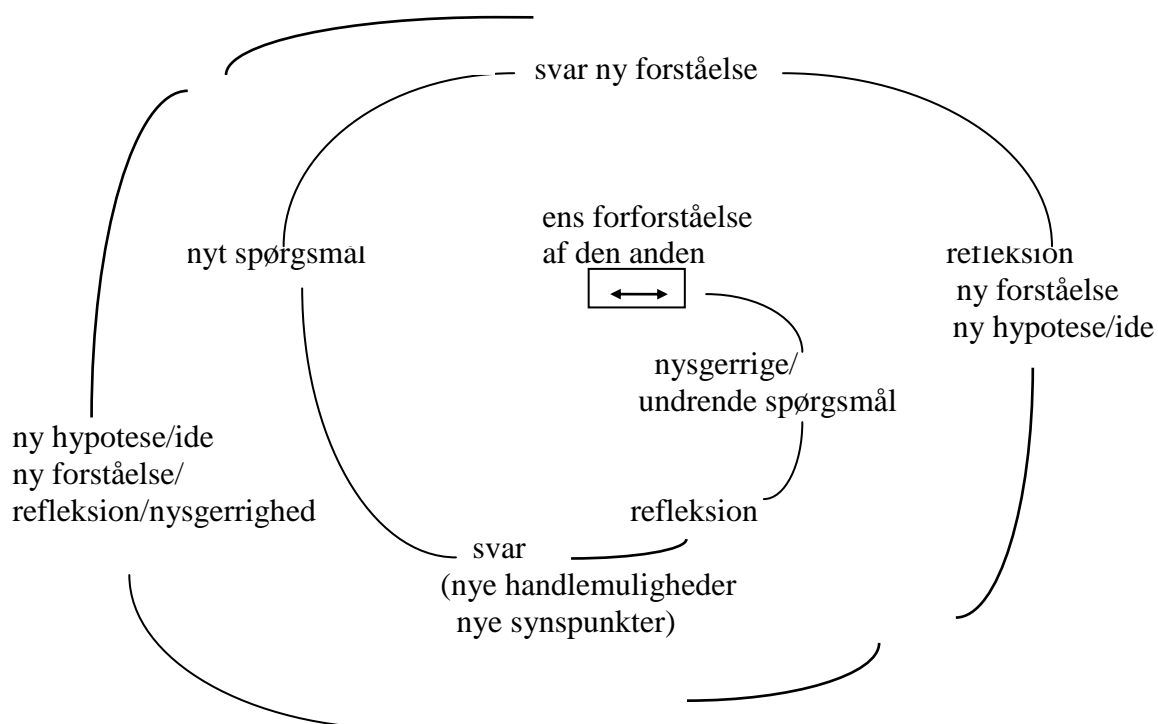 svar ny forståelse
ens forforståelse
af den anden
nyt spørgsmål
refleksion
ny forståelse
ny hypotese/ide
nysgerrige/
undrende spørgsmål
ny hypotese/ide
ny forståelse/
refleksion/nysgerrighed
refleksion
svar
(nye handlemuligheder
nye synspunkter)